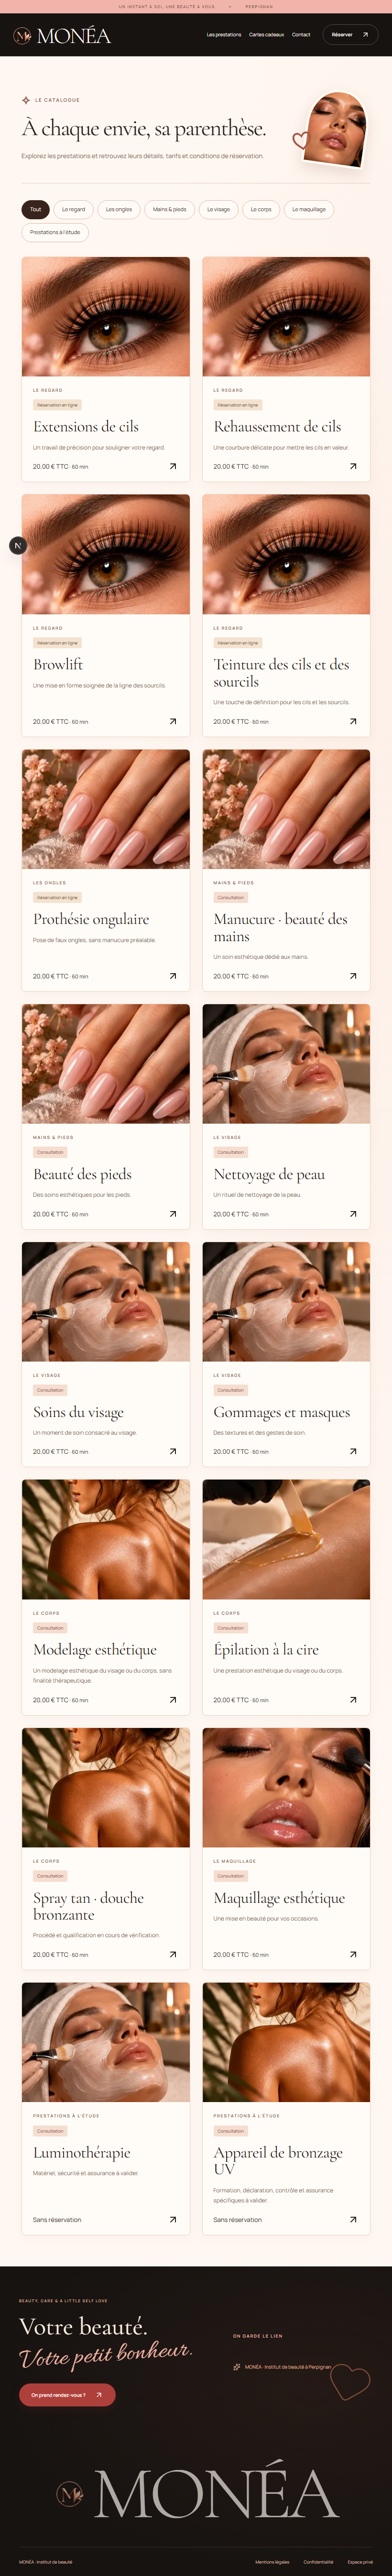 UN INSTANT À SOI, UNE BEAUTÉ À VOUS. PERPIGNAN
MONÉA
Les prestations Cartes cadeaux Contact Réserver
LE CATALOGUE
À chaque envie, sa parenthèse.
Explorez les prestations et retrouvez leurs détails, tarifs et conditions de réservation.
Tout Le regard Les ongles Mains & pieds Le visage Le corps Le maquillage
Prestations à l'étude
LE REGARD
Réservation en ligne
Extensions de cils
Un travail de précision pour souligner votre regard.
20,00 € TTC · 60 min
LE REGARD
Réservation en ligne
Rehaussement de cils
Une courbure délicate pour mettre les cils en valeur.
20,00 € TTC · 60 min
N
LE REGARD
Réservation en ligne
Browlift
Une mise en forme soignée de la ligne des sourcils.
20,00 € TTC · 60 min
LE REGARD
Réservation en ligne
Teinture des cils et des
sourcils
Une touche de définition pour les cils et les sourcils.
20,00 € TTC · 60 min
LES ONGLES
Réservation en ligne
Prothésie ongulaire
Pose de faux ongles, sans manucure préalable.
20,00 € TTC · 60 min
MAINS & PIEDS
Consultation
Manucure · beauté des
mains
Un soin esthétique dédié aux mains.
20,00 € TTC · 60 min
MAINS & PIEDS
Consultation
Beauté des pieds
Des soins esthétiques pour les pieds.
20,00 € TTC · 60 min
LE VISAGE
Consultation
Nettoyage de peau
Un rituel de nettoyage de la peau.
20,00 € TTC · 60 min
LE VISAGE
Consultation
Soins du visage
Un moment de soin consacré au visage.
20,00 € TTC · 60 min
LE VISAGE
Consultation
Gommages et masques
Des textures et des gestes de soin.
20,00 € TTC · 60 min
LE CORPS
Consultation
Modelage esthétique
Un modelage esthétique du visage ou du corps, sans
finalité thérapeutique.
20,00 € TTC · 60 min
LE CORPS
Consultation
Épilation à la cire
Une prestation esthétique du visage ou du corps.
20,00 € TTC · 60 min
LE CORPS
Consultation
Spray tan · douche
bronzante
Procédé et qualification en cours de vérification.
20,00 € TTC · 60 min
LE MAQUILLAGE
Consultation
Maquillage esthétique
Une mise en beauté pour vos occasions.
20,00 € TTC · 60 min
PRESTATIONS À L'ÉTUDE
Consultation
Luminothérapie
Matériel, sécurité et assurance à valider.
Sans réservation
PRESTATIONS À L'ÉTUDE
Consultation
Appareil de bronzage
UV
Formation, déclaration, contrôle et assurance
spécifiques à valider.
Sans réservation
BEAUTY, CARE & A LITTLE SELF LOVE
Votre beauté.
Votre petit bonheur.
On prend rendez-vous ?
ON GARDE LE LIEN
MONÉA · Institut de beauté à Perpignan
MONÉA
MONÉA · Institut de beauté
Mentions légales Confidentialité Espace privé